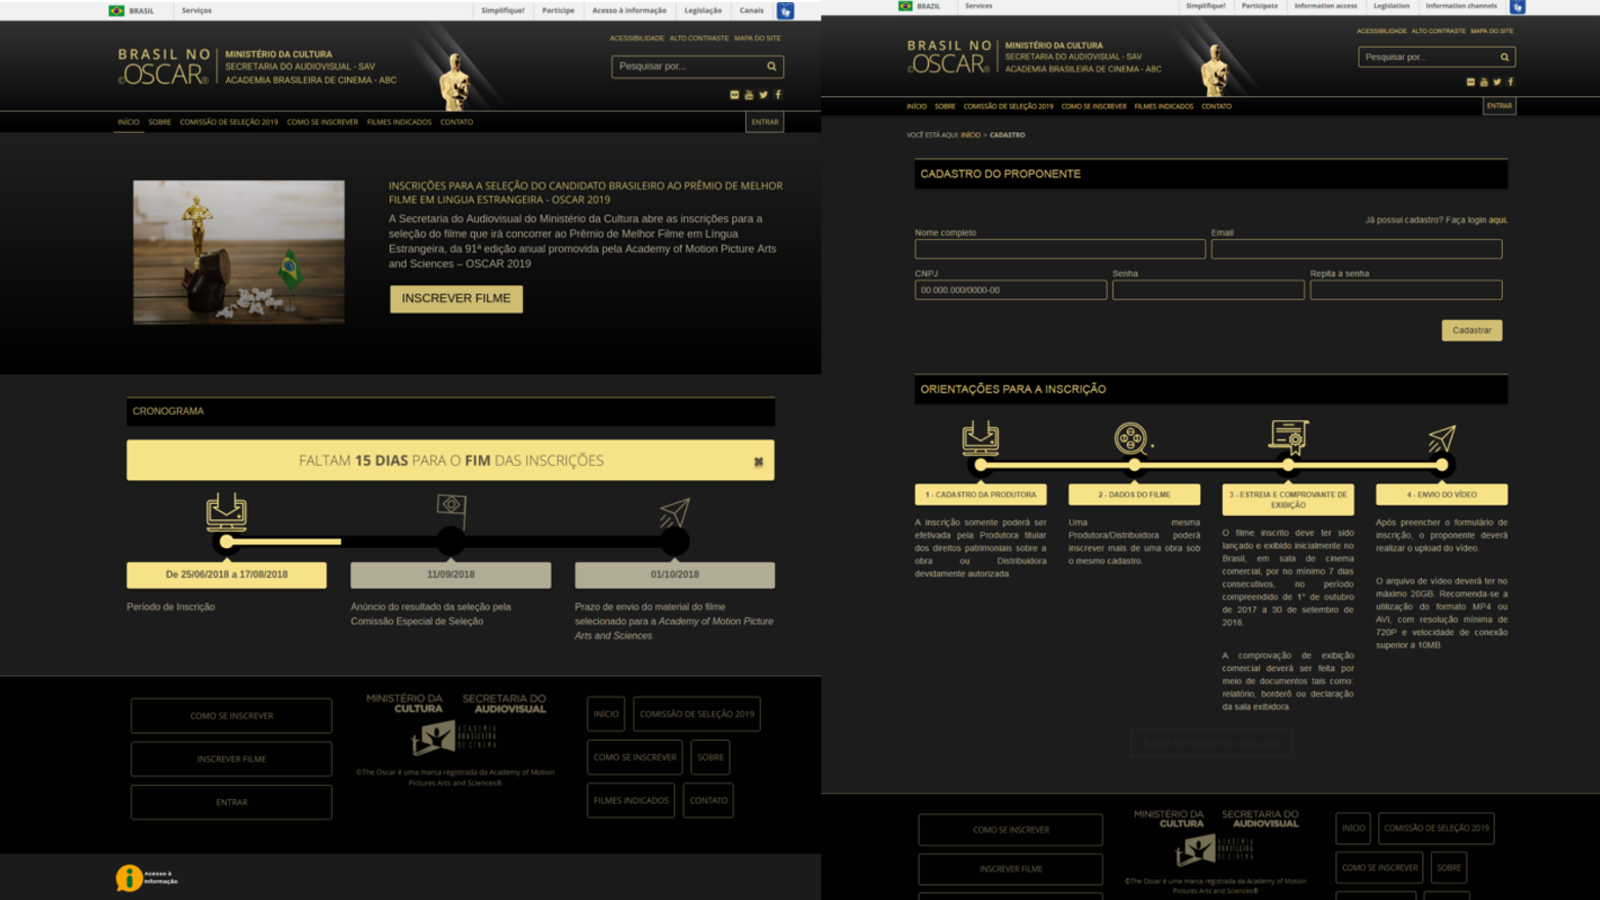 BRASIL
Serviços
Simplifique!
Participe
Acesso à informação
Legislação
Canais
ACESSIBILIDADE
ALTO CONTRASTE
MAPA DO SITE
BRASIL NO
©OSCAR®
MINISTÉRIO DA CULTURA
SECRETARIA DO AUDIOVISUAL - SAV
ACADEMIA BRASILEIRA DE CINEMA - ABC
Pesquisar por...
INÍCIO
SOBRE
COMISSÃO DE SELEÇÃO 2019
COMO SE INSCREVER
FILMES INDICADOS
CONTATO
ENTRAR
INSCRIÇÕES PARA A SELEÇÃO DO CANDIDATO BRASILEIRO AO PRÊMIO DE MELHOR
FILME EM LINGUA ESTRANGEIRA - OSCAR 2019
A Secretaria do Audiovisual do Ministério da Cultura abre as inscrições para a
seleção do filme que irá concorrer ao Prêmio de Melhor Filme em Língua
Estrangeira, da 91ª edição anual promovida pela Academy of Motion Picture Arts
and Sciences – OSCAR 2019
INSCREVER FILME
CRONOGRAMA
FALTAM 15 DIAS PARA O FIM DAS INSCRIÇÕES
De 25/06/2018 a 17/08/2018
11/09/2018
01/10/2018
Período de Inscrição
Anúncio do resultado da seleção pela
Comissão Especial de Seleção
Prazo de envio do material do filme
selecionado para a Academy of Motion Picture
Arts and Sciences
COMO SE INSCREVER
INSCREVER FILME
ENTRAR
MINISTÉRIO DA
CULTURA
SECRETARIA DO
AUDIOVISUAL
ACADEMIA
BRASILEIRA
DE CINEMA
©The Oscar é uma marca registrada da Academy of Motion
Pictures Arts and Sciences®
INÍCIO
COMISSÃO DE SELEÇÃO 2019
COMO SE INSCREVER
SOBRE
FILMES INDICADOS
CONTATO
Acesso à
Informação
BRAZIL
Services
Simplifique!
Participate
Information access
Legislation
Information channels
ACESSIBILIDADE
ALTO CONTRASTE
MAPA DO SITE
BRASIL NO
©OSCAR®
MINISTÉRIO DA CULTURA
SECRETARIA DO AUDIOVISUAL - SAV
ACADEMIA BRASILEIRA DE CINEMA - ABC
Pesquisar por...
INÍCIO
SOBRE
COMISSÃO DE SELEÇÃO 2019
COMO SE INSCREVER
FILMES INDICADOS
CONTATO
ENTRAR
VOCÊ ESTÁ AQUI: INÍCIO > CADASTRO
CADASTRO DO PROPONENTE
Já possui cadastro? Faça login aqui.
Nome completo
Email
CNPJ
Senha
Repita a senha
00.000.000/0000-00
Cadastrar
ORIENTAÇÕES PARA A INSCRIÇÃO
1 - CADASTRO DA PRODUTORA
A inscrição somente poderá ser
efetivada pela Produtora titular
dos direitos patrimoniais sobre a
obra ou Distribuidora
devidamente autorizada.
2 - DADOS DO FILME
Uma mesma
Produtora/Distribuidora poderá
inscrever mais de uma obra sob
o mesmo cadastro.
3 - ESTREIA E COMPROVANTE DE
EXIBIÇÃO
O filme inscrito deve ter sido
lançado e exibido inicialmente no
Brasil, em sala de cinema
comercial, por no mínimo 7 dias
consecutivos, no período
compreendido de 1° de outubro
de 2017 a 30 de setembro de
2018.
A comprovação de exibição
comercial deverá ser feita por
meio de documentos tais como:
relatório, borderô ou declaração
da sala exibidora.
4 - ENVIO DO VÍDEO
Após preencher o formulário de
inscrição, o proponente deverá
realizar o upload do vídeo.
O arquivo de vídeo deverá ter no
máximo 20GB. Recomenda-se a
utilização do formato MP4 ou
AVI, com resolução mínima de
720P e velocidade de conexão
superior a 10MB.
COMO SE INSCREVER
INSCREVER FILME
MINISTÉRIO DA
CULTURA
SECRETARIA DO
AUDIOVISUAL
ACADEMIA
BRASILEIRA
DE CINEMA
©The Oscar é uma marca registrada da Academy of Motion
Pictures Arts and Sciences®
INÍCIO
COMISSÃO DE SELEÇÃO 2019
COMO SE INSCREVER
SOBRE